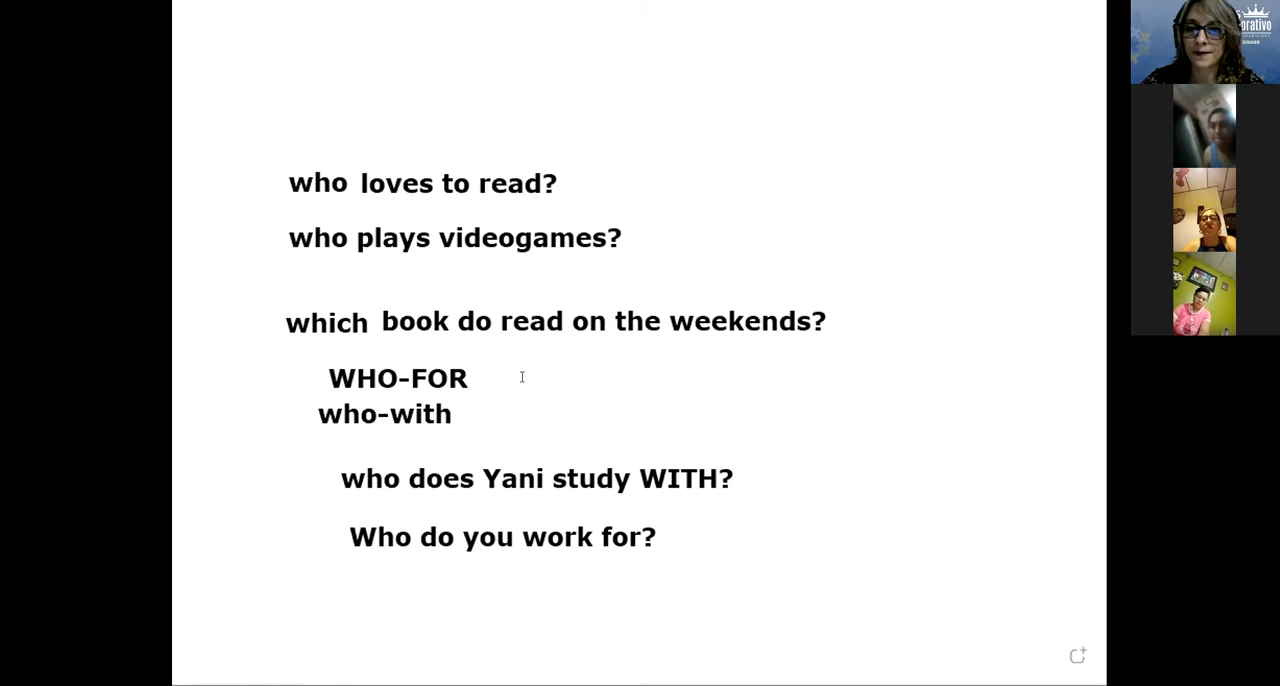 who loves to read?
who plays videogames?
which book do read on the weekends?
WHO-FOR
who-with
who does Yani study WITH?
Who do you work for?
orativo